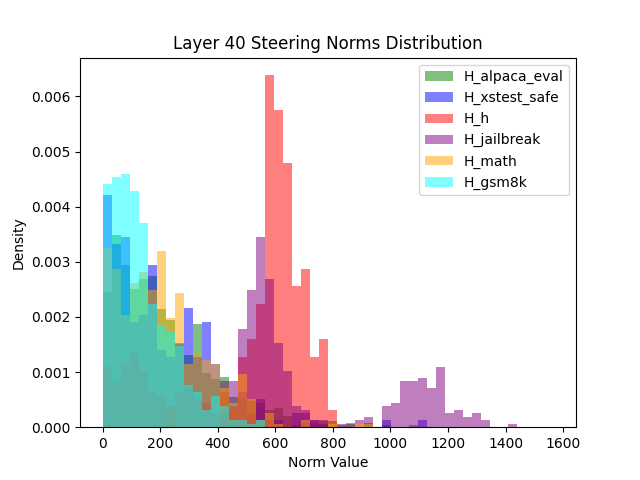 Layer 40 Steering Norms Distribution
H_alpaca_eval
H_xstest_safe
H_h
H_jailbreak
H_math
H_gsm8k
Density
0.006
0.005
0.004
0.003
0.002
0.001
0.000
0 200 400 600 800 1000 1200 1400 1600
Norm Value